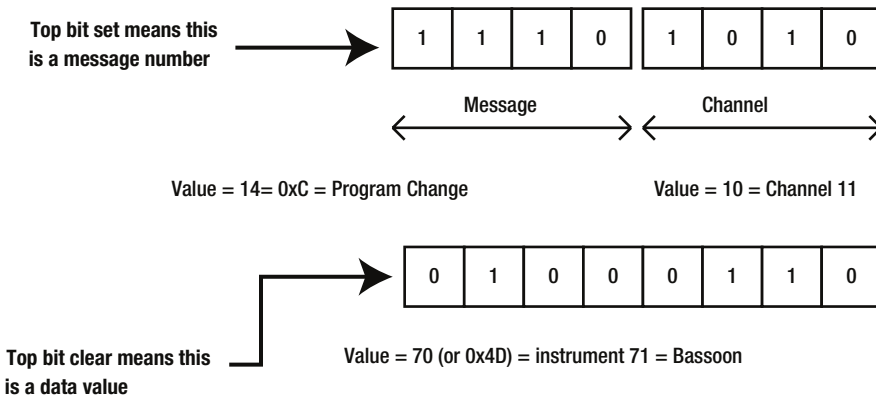 Top bit set means this
is a message number
1 1 1 0 1 0 1 0
Message Channel
Value = 14= 0xC = Program Change Value = 10 = Channel 11
0 1 0 0 0 1 1 0
Top bit clear means this
is a data value
Value = 70 (or 0x4D) = instrument 71 = Bassoon